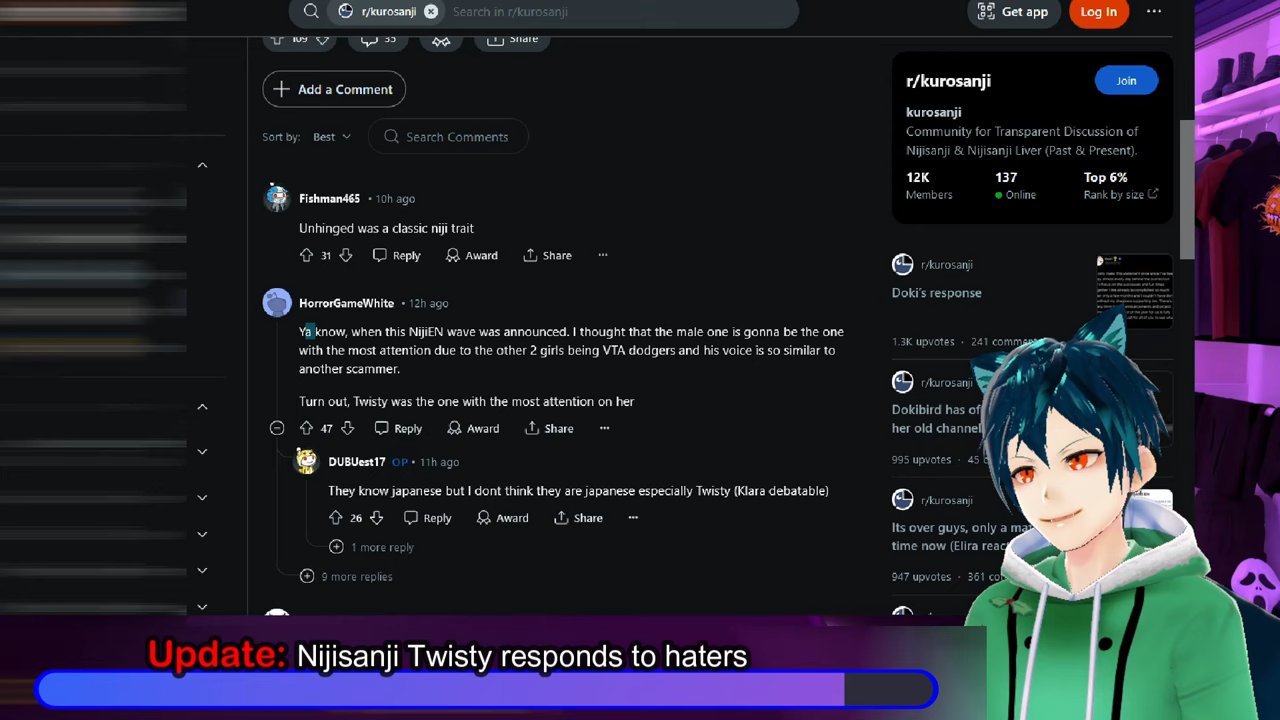 r/kurosanji
Search in r/kurosanji
Get app
Log In
109
35
Share
Add a Comment
Sort by: Best
Search Comments
Fishman465 • 10h ago
Unhinged was a classic niji trait
31 Reply Award Share
HorrorGameWhite • 12h ago
Ya know, when this NijiEN wave was announced. I thought that the male one is gonna be the one
with the most attention due to the other 2 girls being VTA dodgers and his voice is so similar to
another scammer.
Turn out, Twisty was the one with the most attention on her
47 Reply Award Share
DUBUest17 OP • 11h ago
They know japanese but I dont think they are japanese especially Twisty (Klara debatable)
26 Reply Award Share
1 more reply
9 more replies
r/kurosanji
Join
kurosanji
Community for Transparent Discussion of
Nijisanji & Nijisanji Liver (Past & Present).
12K 137 Top 6%
Members Online Rank by size
r/kurosanji
Doki's response
1.3K upvotes • 241 comments
r/kurosanji
Dokibird has
her old channel
995 upvotes • 45
r/kurosanji
Its over guys, only a
time now (Elira
947 upvotes • 361
r/kurosanji
Update: Nijisanji Twisty responds to haters